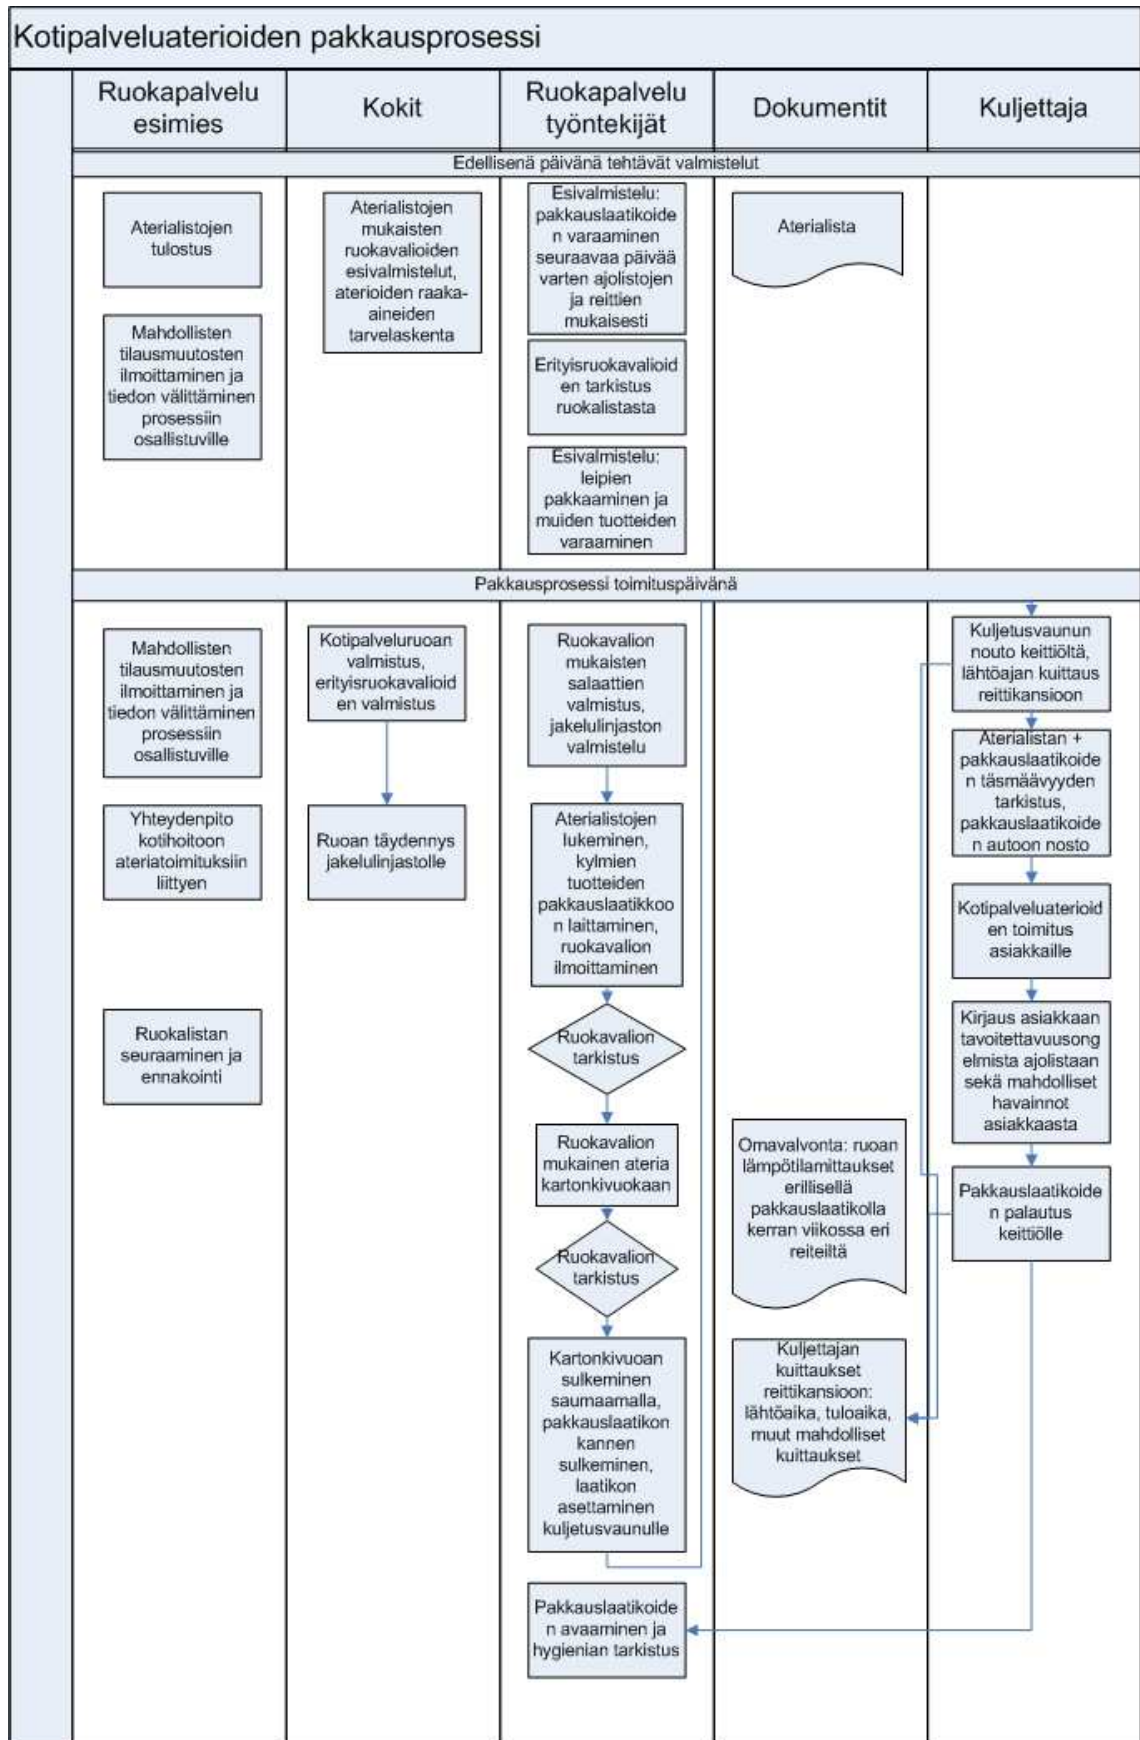 Kotipalveluaterioiden pakkausprosessi
Ruokapalvelu
esimies
Kokit
Ruokapalvelu
työntekijät
Dokumentit
Kuljettaja
Edellisenä päivänä tehtävät valmistelut
Aterialistojen
tulostus
Mahdollisten
tilausmuutosten
ilmoittaminen ja
tiedon välittäminen
prosessiin
osallistuville
Aterialistojen
mukaisten
ruokavalioiden
esivalmistelut,
aterioiden raaka-
aineiden
tarvelaskenta
Esivalmistelu:
pakkauslaatikoide
n varaaminen
seuraavaa päivää
varten ajolistojen
ja reittien
mukaisesti
Erityisruokavalioid
en tarkistus
ruokalistasta
Esivalmistelu:
leipien
pakkaaminen ja
muiden tuotteiden
varaaminen
Aterialista
Pakkausprosessi toimituspäivänä
Mahdollisten
tilausmuutosten
ilmoittaminen ja
tiedon välittäminen
prosessiin
osallistuville
Yhteydenpito
kotihoitoon
ateriatoimituksiin
liittyen
Ruokalistan
seuraaminen ja
ennakointi
Kotipalveluruoan
valmistus,
erityisruokavalioid
en valmistus
Ruoan täydennys
jakelulinjastolle
Ruokavalion
mukaisten
salaattien
valmistus,
jakelulinjaston
valmistelu
Aterialistojen
lukeminen,
kylmien
tuotteiden
pakkauslaatikkoo
n laittaminen,
ruokavalion
ilmoittaminen
Ruokavalion
tarkistus
Ruokavalion
mukainen ateria
kartonkivuokaan
Ruokavalion
tarkistus
Kartonkivuoan
sulkeminen
saumaamalla,
pakkauslaatikon
kannen
sulkeminen,
laatikon
asettaminen
kuljetusvaunulle
Pakkauslaatikoide
n avaaminen ja
hygienian tarkistus
Omavalvonta: ruoan
lämpötilamittaukset
erillisellä
pakkauslaatikolla
kerran viikossa eri
reiteiltä
Kuljettajan
kuittaukset
reittikansioon:
lähtöaika, tuloaika,
muut mahdolliset
kuittaukset
Kuljetusvaunun
nouto keittiöltä,
lähtöajan kuittaus
reittikansioon
Aterialistan +
pakkauslaatikoide
n täsmäävyyden
tarkistus,
pakkauslaatikoide
n autoon nosto
Kotipalveluaterioid
en toimitus
asiakkaille
Kirjaus asiakkaan
tavoitettavuusong
elmista ajolistaan
sekä mahdolliset
havainnot
asiakkaasta
Pakkauslaatikoide
n palautus
keittiölle